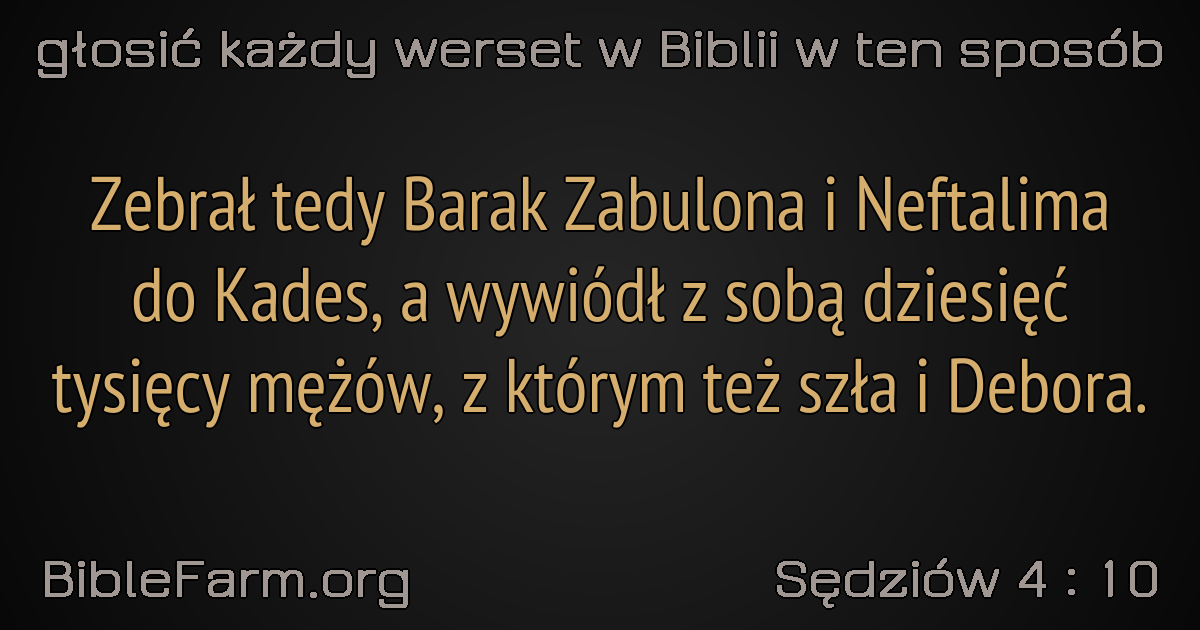 głosić każdy werset w Biblii w ten sposób
Zebrał tedy Barak Zabulona i Neftalima
do Kades, a wywiódł z sobą dziesięć
tysięcy mężów, z którym też szła i Debora.
BibleFarm.org
Sędziów 4 : 10